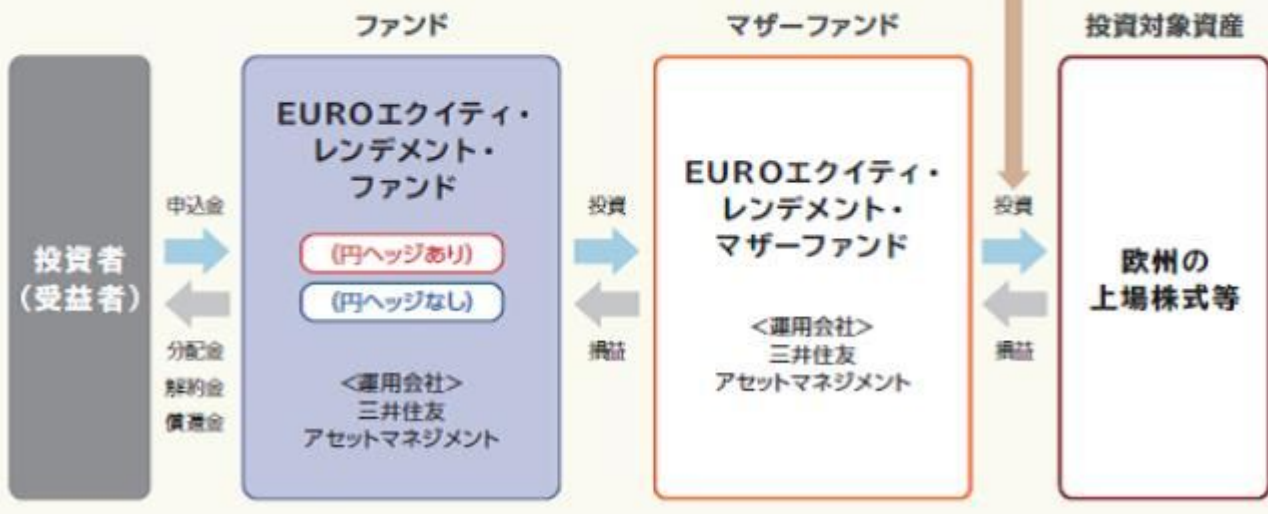 ファンド
マザーファンド
投資対象資産
投資者
(受益者)
申込金
分配金
解約金
償還金
EUROエクイティ・
レンデメント・
ファンド
(円ヘッジあり)
(円ヘッジなし)
<運用会社>
三井住友
アセットマネジメント
投資
損益
EUROエクイティ・
レンデメント・
マザーファンド
<運用会社>
三井住友
アセットマネジメント
投資
損益
欧州の
上場株式等